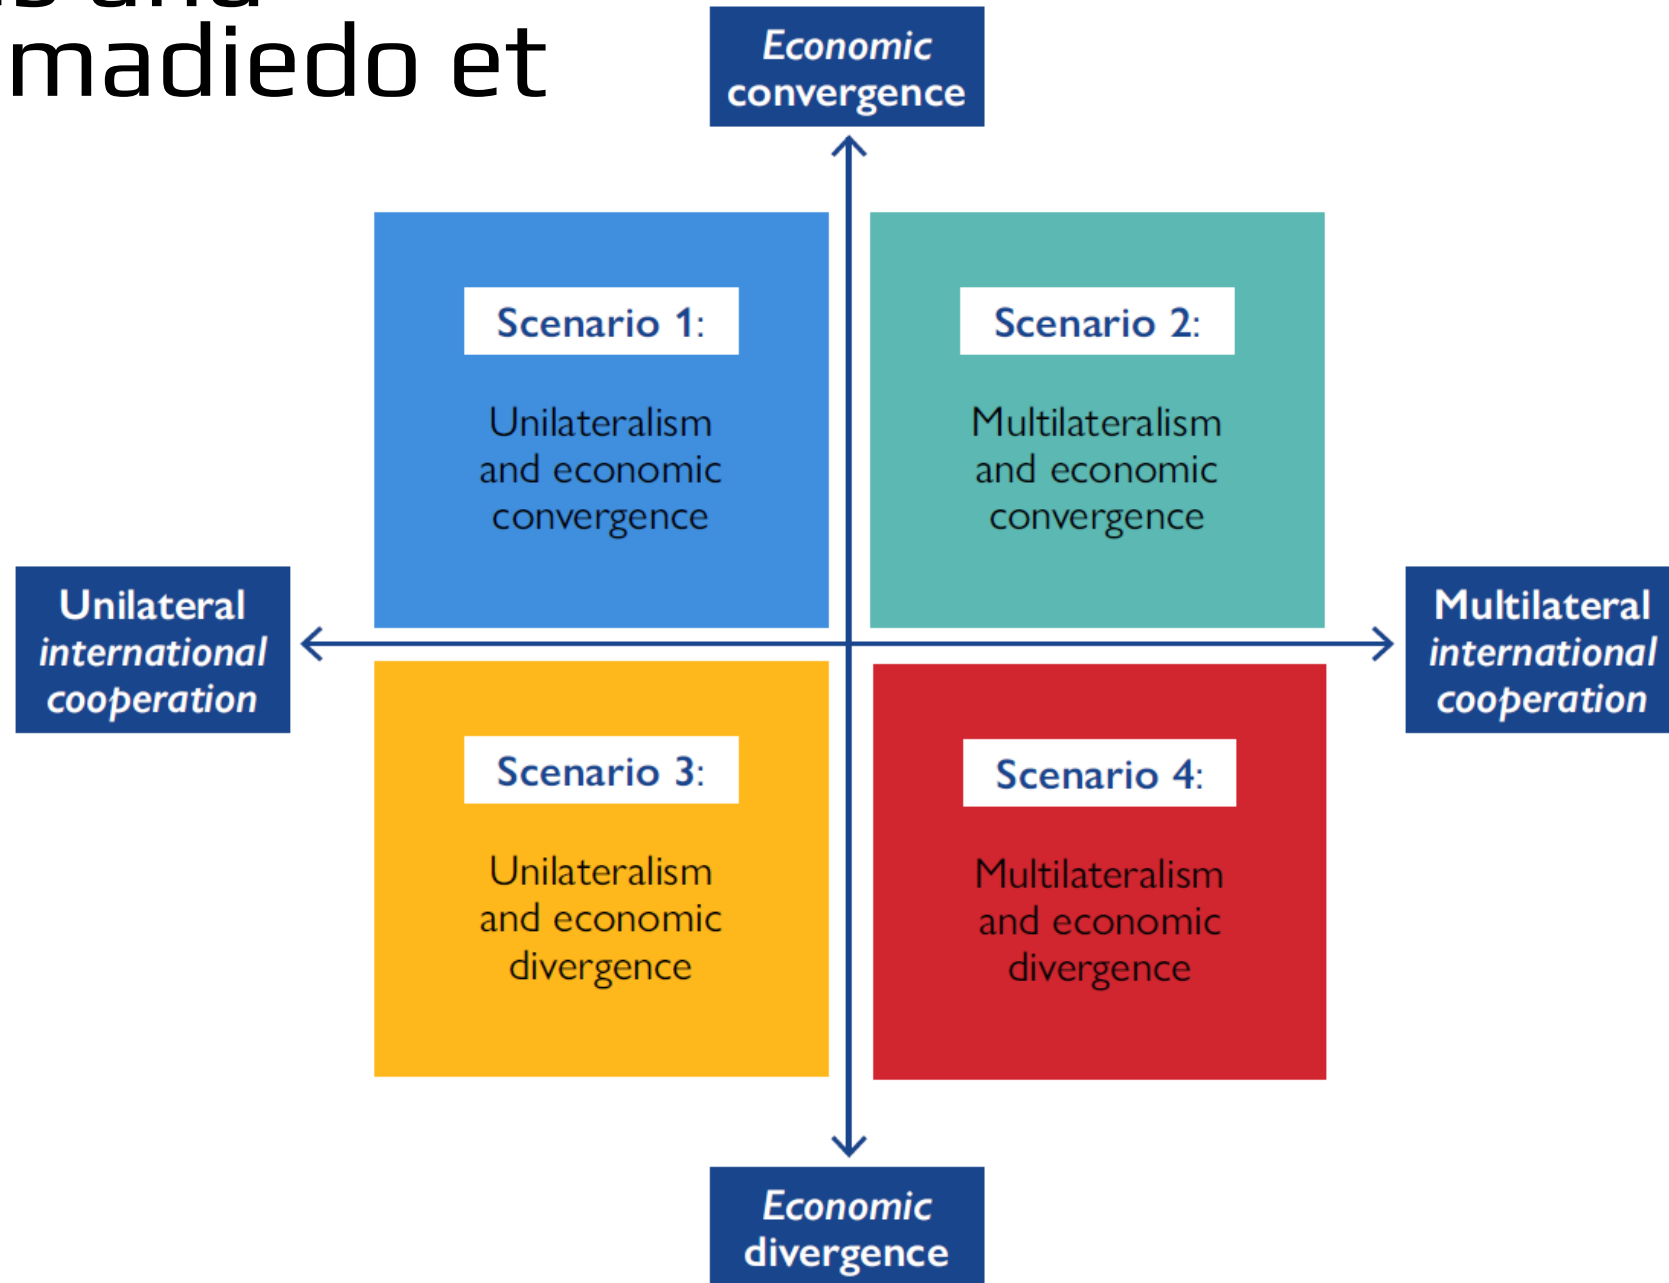 madiedo et
Economic
convergence
Scenario 1:
Unilateralism
and economic
convergence
Scenario 2:
Multilateralism
and economic
convergence
Unilateral
international
cooperation
Multilateral
international
cooperation
Scenario 3:
Unilateralism
and economic
divergence
Scenario 4:
Multilateralism
and economic
divergence
Economic
divergence